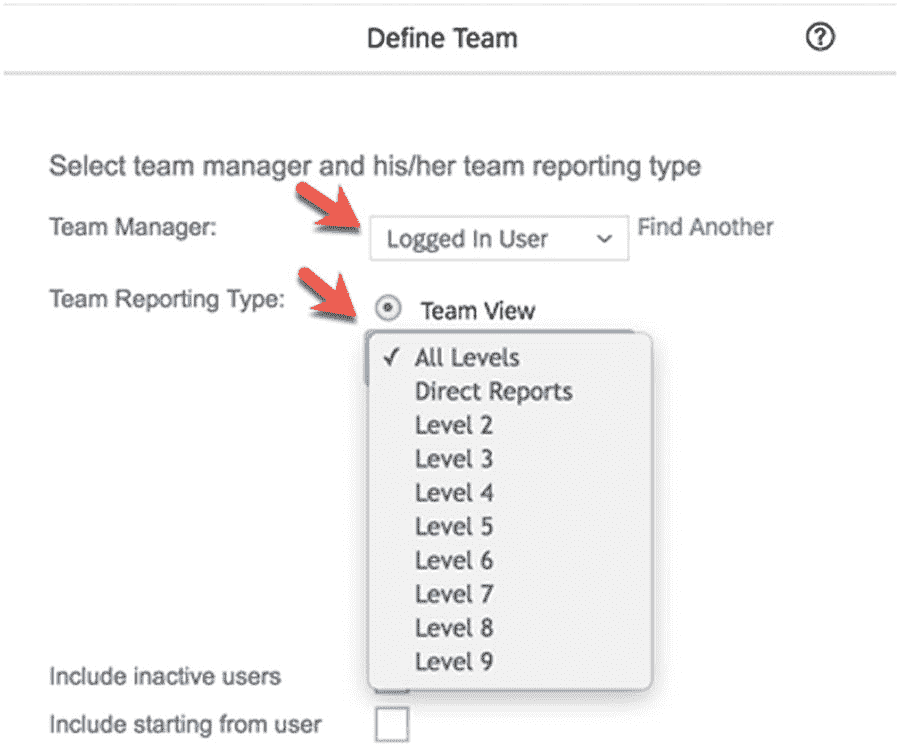 Define Team
?
Select team manager and his/her team reporting type
Team Manager:
Logged In User
Find Another
Team Reporting Type:
Team View
✓ All Levels
Direct Reports
Level 2
Level 3
Level 4
Level 5
Level 6
Level 7
Level 8
Level 9
Include inactive users
Include starting from user